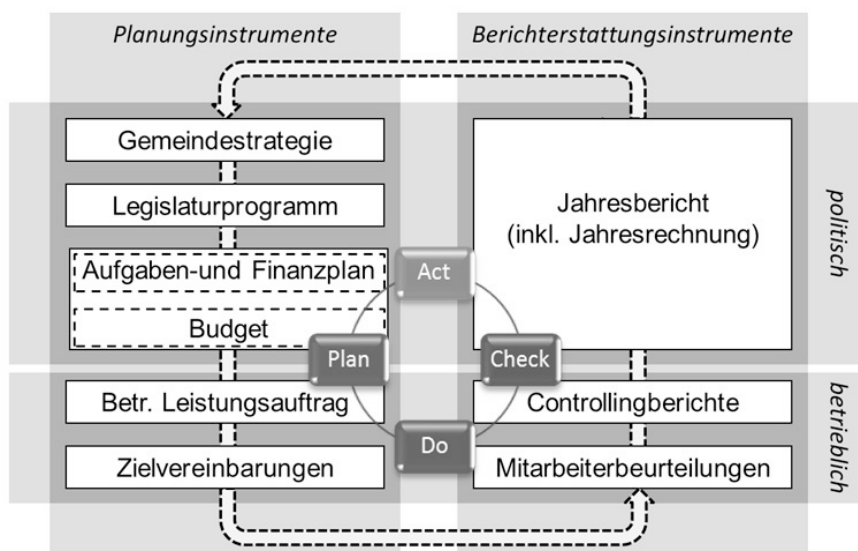 Planungsinstrumente
Berichterstattungsinstrumente
Gemeindestrategie
Legislaturprogramm
Aufgaben-und Finanzplan
Budget
Betr. Leistungsauftrag
Zielvereinbarungen
Jahresbericht
(inkl. Jahresrechnung)
Controllingberichte
Mitarbeiterbeurteilungen
Act
Plan
Check
Do
politisch
betrieblich